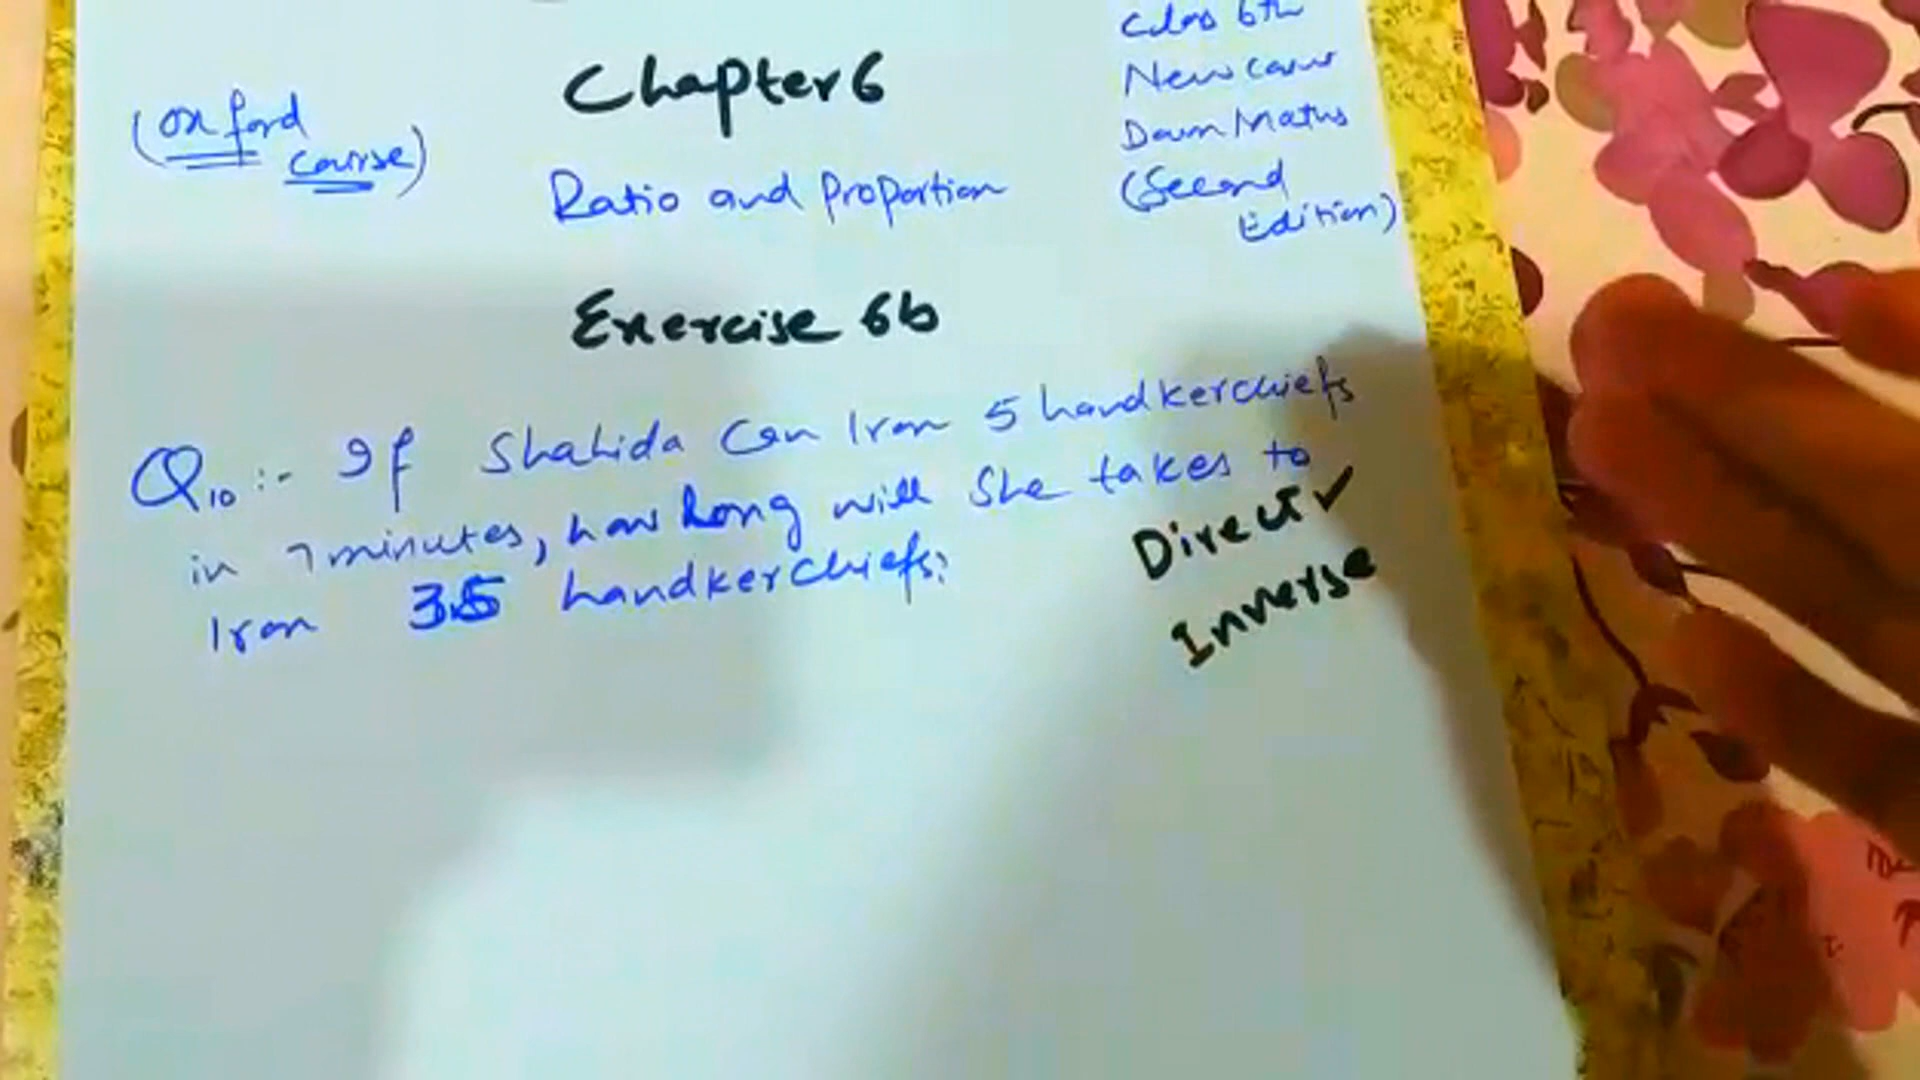 Class 6th
(oxford
course)
Chapter 6
New Course
Down Maths
(Second
Edition)
Ratio and Proportion
Exercise 6b
Q10:- If Shahida Can Iron 5 handkerchiefs
in 7 minutes, how long will she takes to
Iron 35 handkerchiefs?
Direct ✓
Inverse